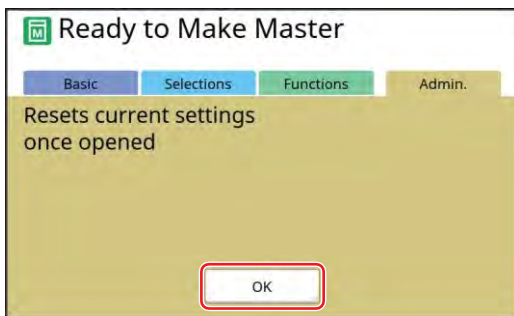 M
Ready to Make Master
Basic Selections Functions Admin.
Resets current settings
once opened
OK